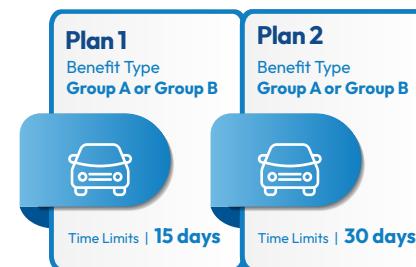 Plan 1
Benefit Type
Group A or Group B
Time Limits | 15 days
Plan 2
Benefit Type
Group A or Group B
Time Limits | 30 days